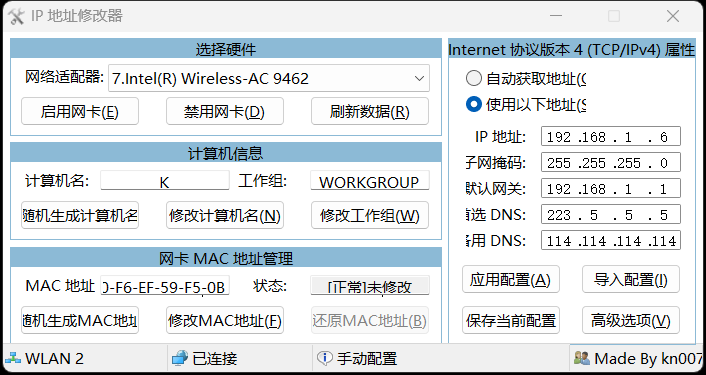 IP 地址修改器
选择硬件
网络适配器: 7.Intel(R) Wireless-AC 9462
启用网卡(E) 禁用网卡(D) 刷新数据(R)
计算机信息
计算机名: K 工作组: WORKGROUP
随机生成计算机名 修改计算机名(N) 修改工作组(W)
网卡 MAC 地址管理
MAC 地址 0-F6-EF-59-F5-0B 状态: [正常]未修改
随机生成MAC地址 修改MAC地址(F) 还原MAC地址(B)
Internet 协议版本 4 (TCP/IPv4) 属性
自动获取地址(
使用以下地址(
IP 地址: 192 .168 . 1 . 6
子网掩码: 255 .255 .255 . 0
默认网关: 192 .168 . 1 . 1
首选 DNS: 223 . 5 . 5 . 5
备用 DNS: 114 .114 .114 .114
应用配置(A) 导入配置(I)
保存当前配置 高级选项(V)
WLAN 2 已连接 手动配置 Made By kn007